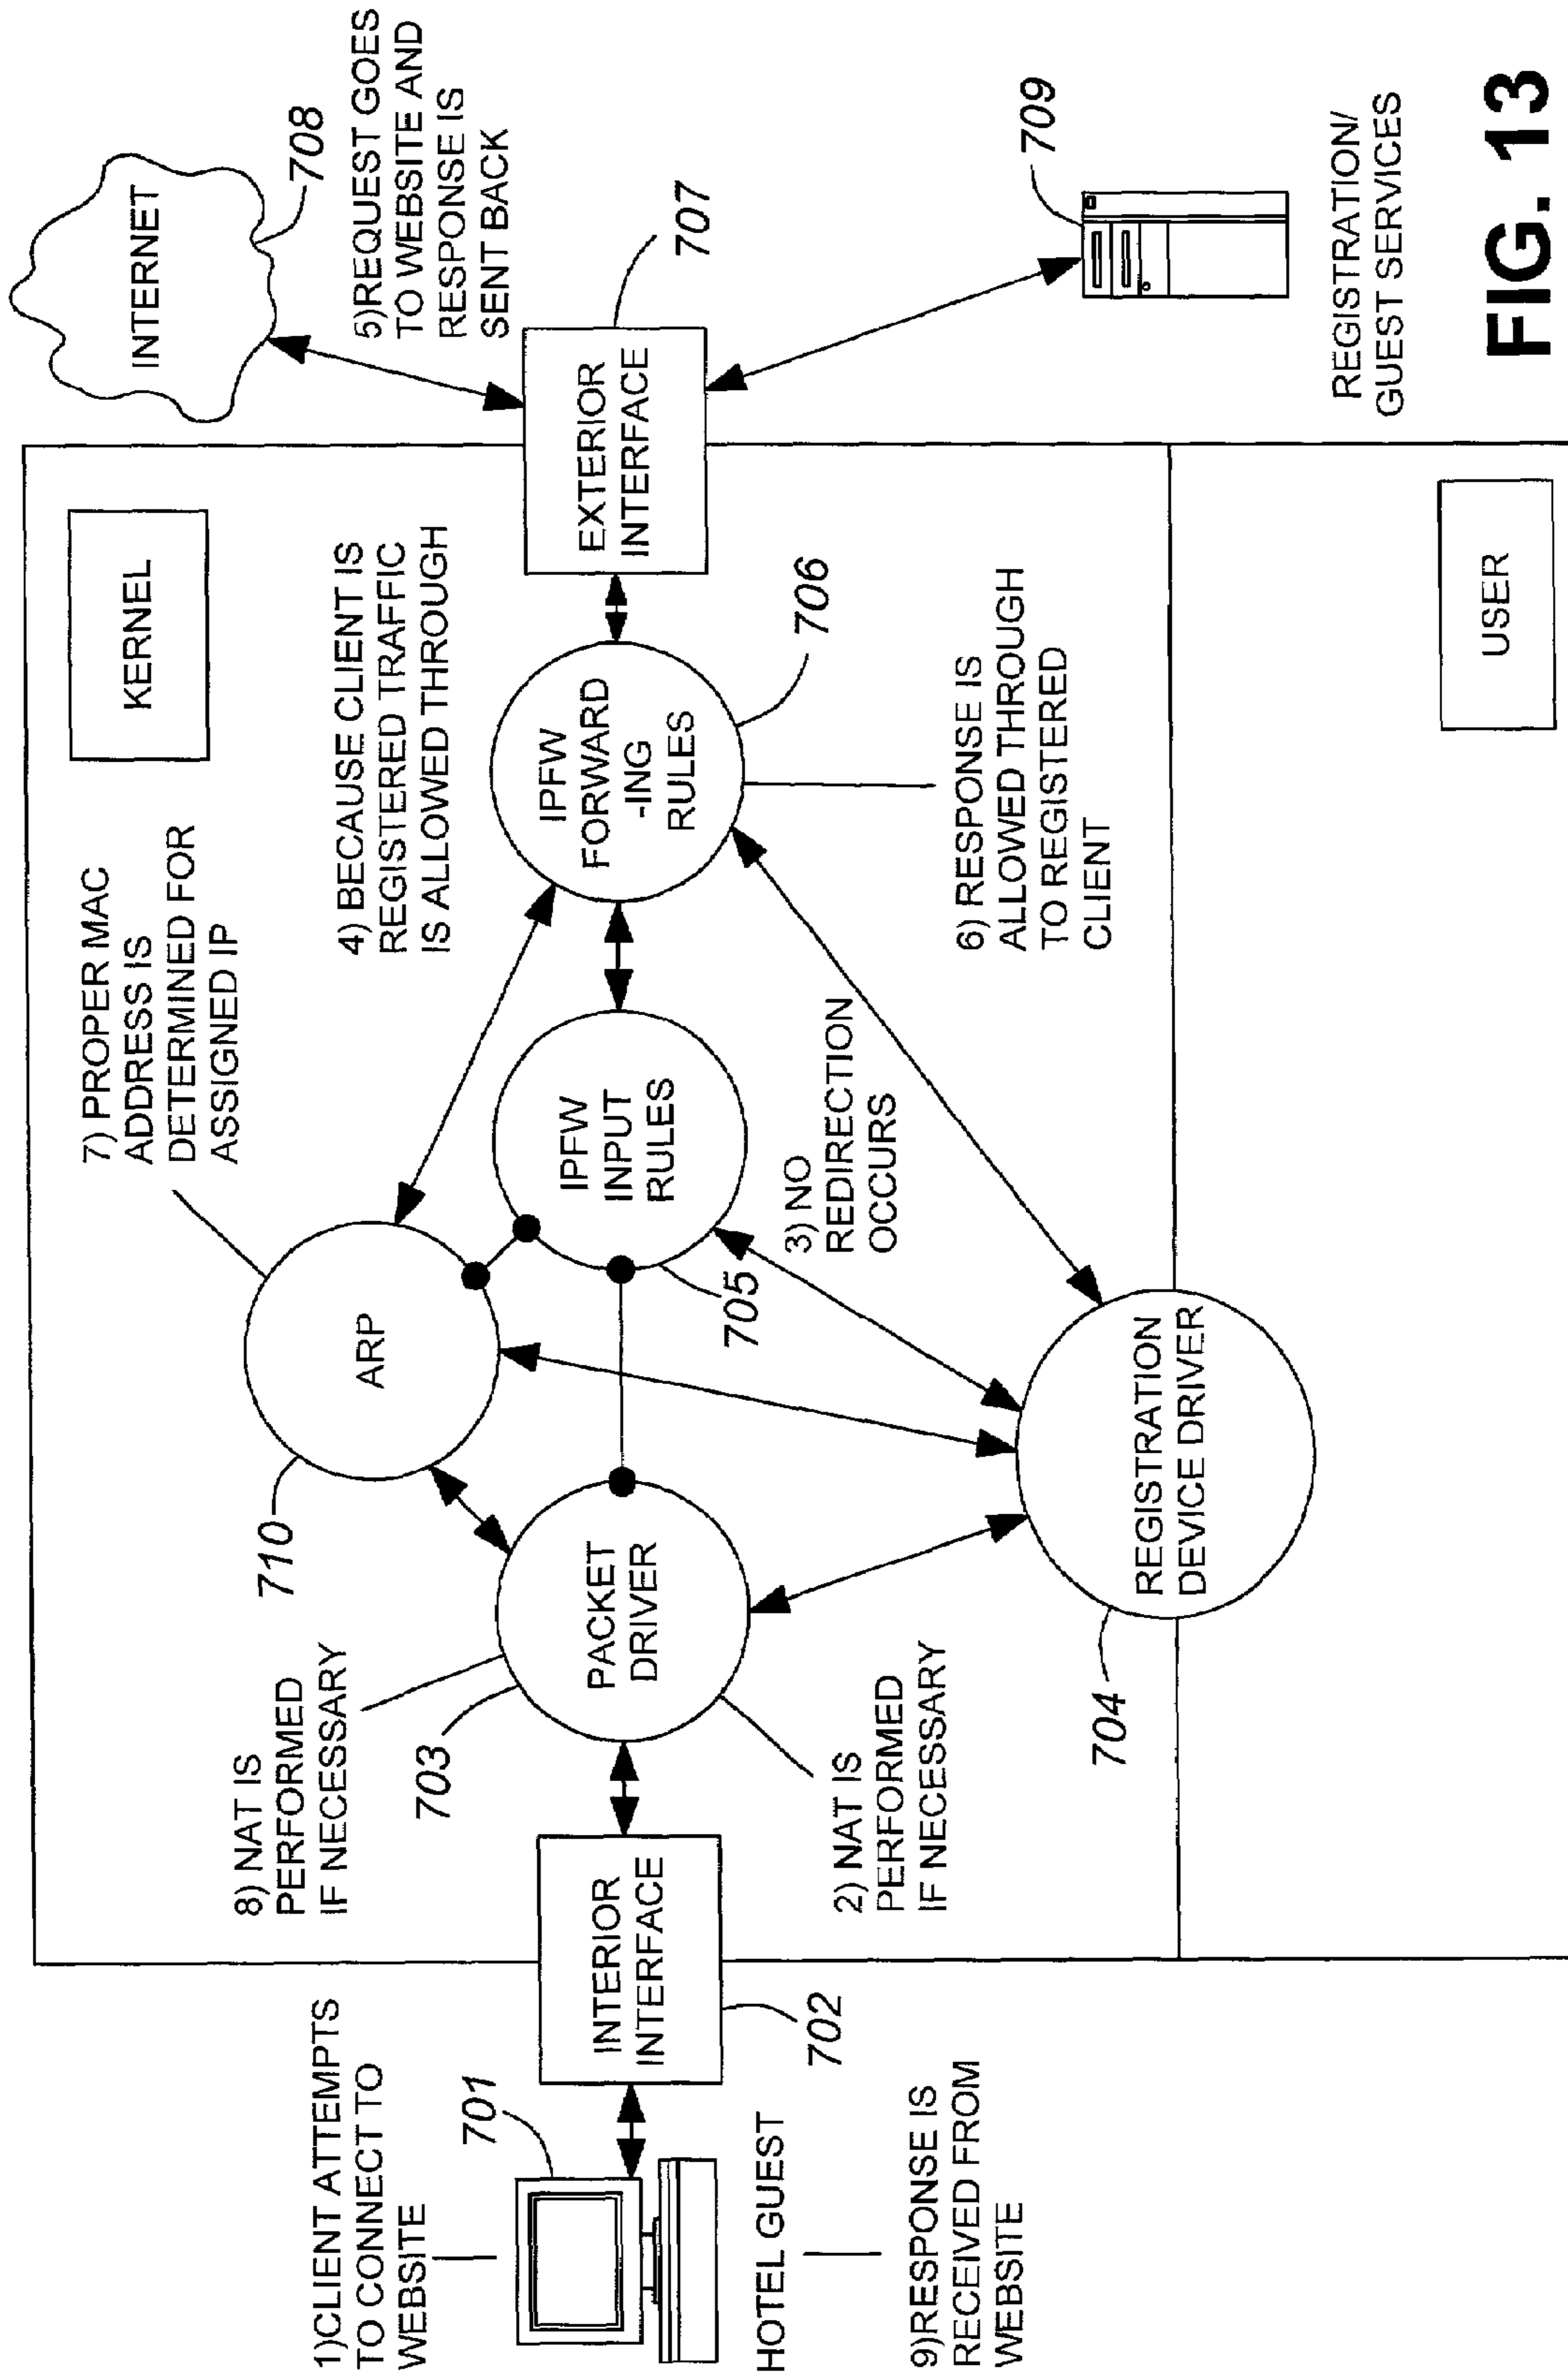 1)CLIENT ATTEMPTS
TO CONNECT TO
WEBSITE
701
HOTEL GUEST
9)RESPONSE IS
RECEIVED FROM
WEBSITE
INTERIOR
INTERFACE
702
8) NAT IS
PERFORMED
IF NECESSARY
703
PACKET
DRIVER
2) NAT IS
PERFORMED
IF NECESSARY
710
ARP
7) PROPER MAC
ADDRESS IS
DETERMINED FOR
ASSIGNED IP
704
REGISTRATION
DEVICE DRIVER
705
IPFW
INPUT
RULES
3) NO
REDIRECTION
OCCURS
4) BECAUSE CLIENT IS
REGISTERED TRAFFIC
IS ALLOWED THROUGH
IPFW
FORWARD
-ING
RULES
706
6) RESPONSE IS
ALLOWED THROUGH
TO REGISTERED
CLIENT
KERNEL
USER
EXTERIOR
INTERFACE
707
INTERNET
708
5)REQUEST GOES
TO WEBSITE AND
RESPONSE IS
SENT BACK
709
REGISTRATION/
GUEST SERVICES
FIG. 13